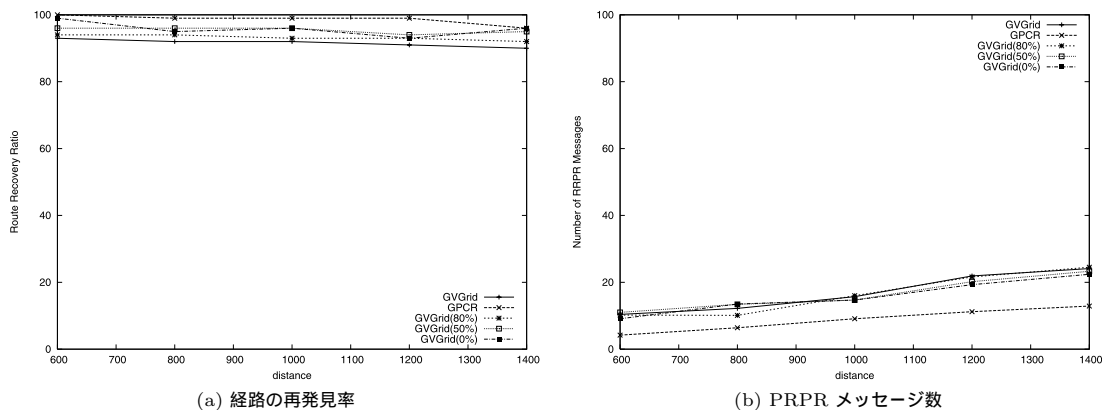 100
80
60
40
20
0
Route Recovery Ratio
GVGrid
GPCR
GVGrid(80%)
GVGrid(50%)
GVGrid(0%)
600 700 800 900 1000 1100 1200 1300 1400
distance
(a) 経路の再発見率
100
80
60
40
20
0
Number of RRPR Messages
GVGrid
GPCR
GVGrid(80%)
GVGrid(50%)
GVGrid(0%)
600 700 800 900 1000 1100 1200 1300 1400
distance
(b) PRPR メッセージ数